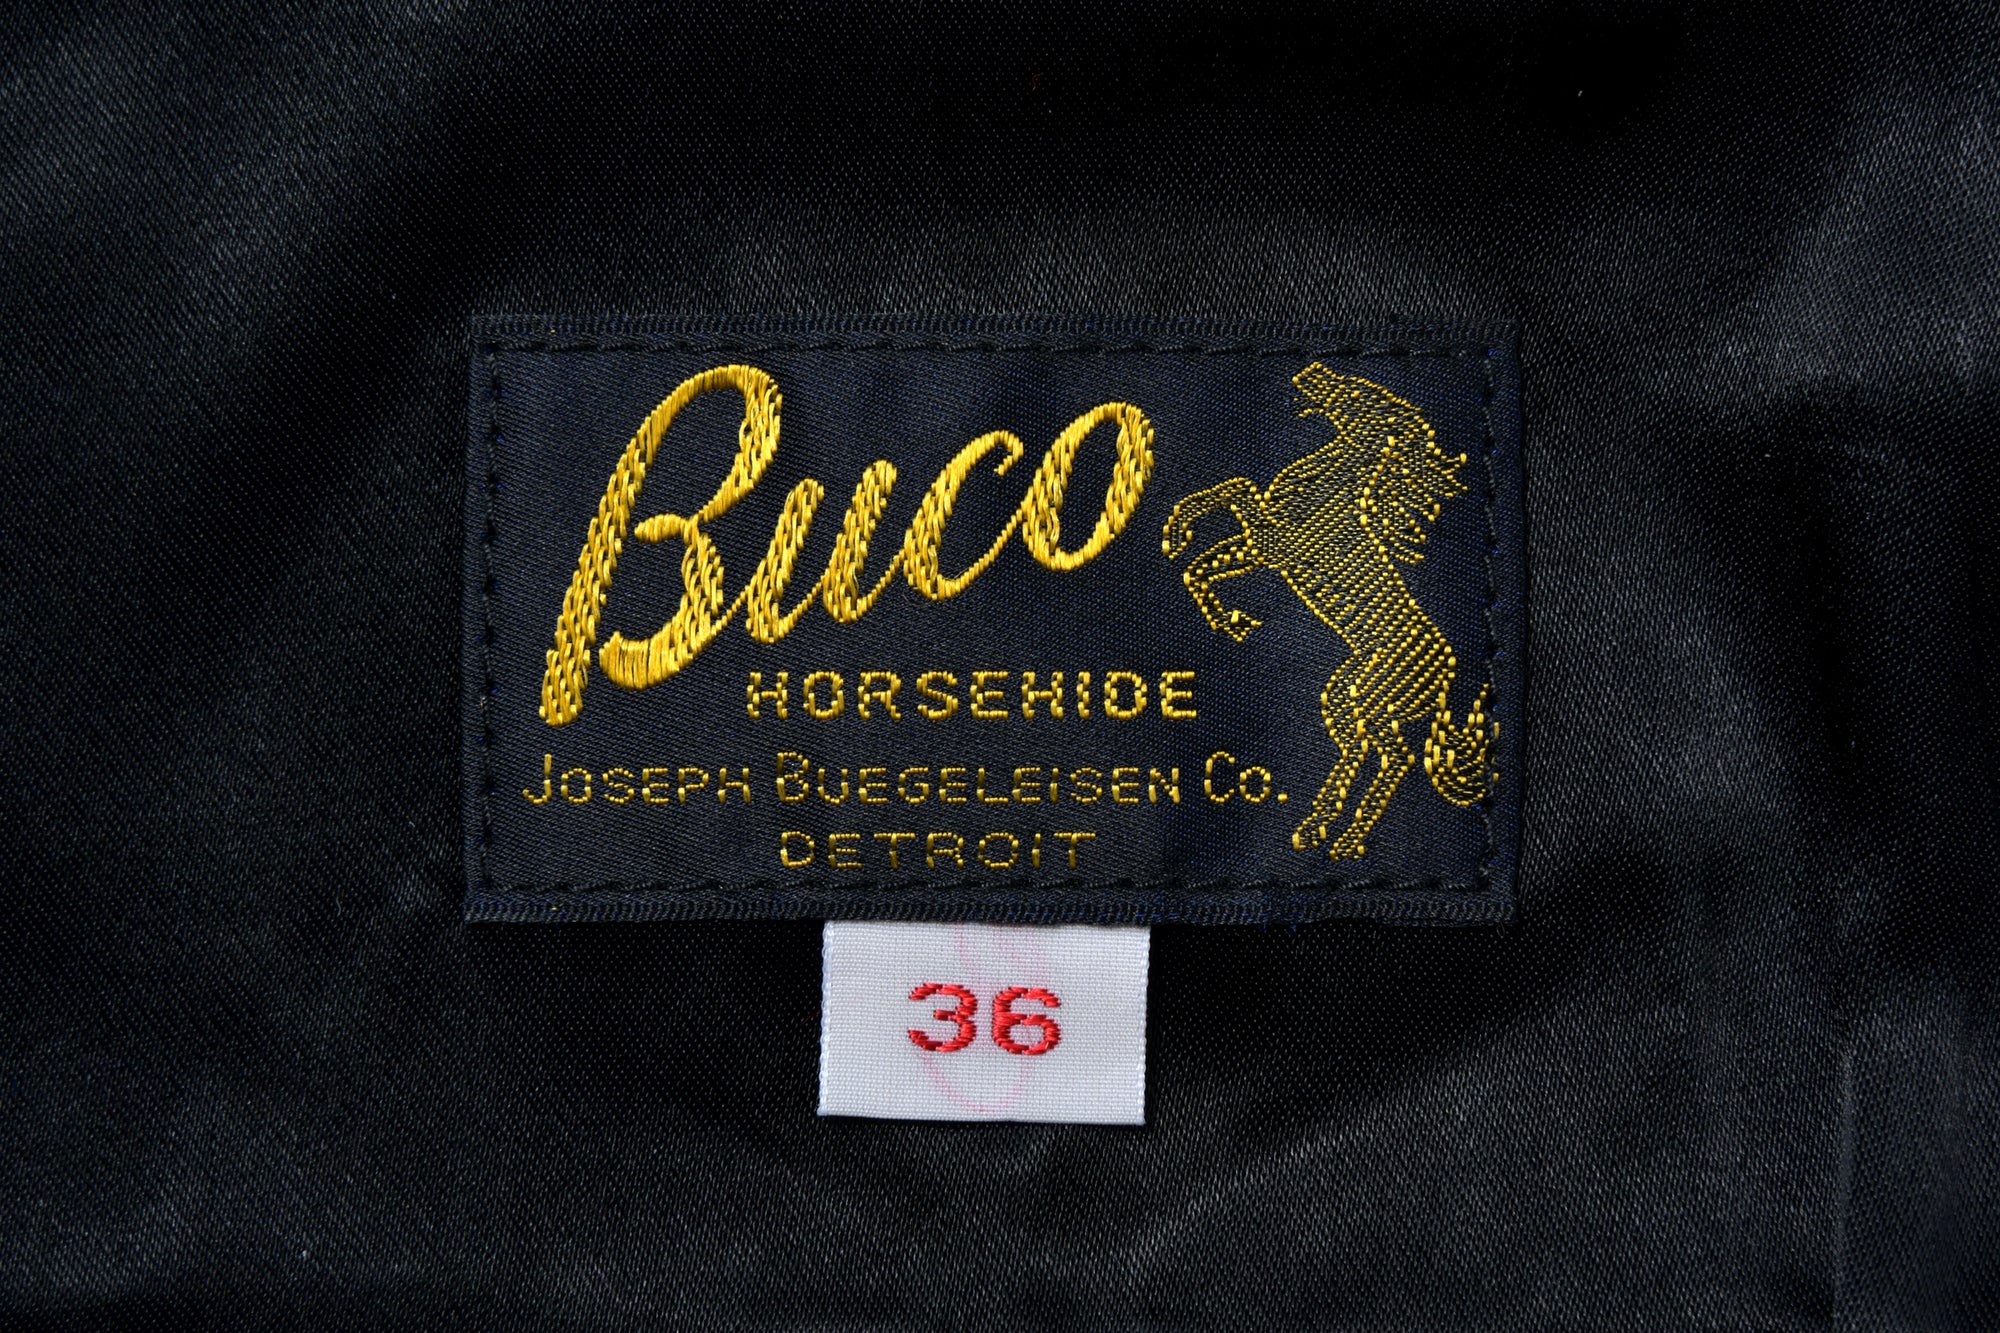 Buco
HORSEHIDE
JOSEPH BUEGELEISEN CO.
DETROIT
36